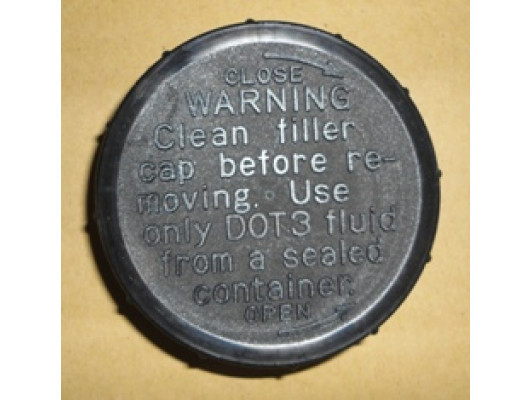 CLOSE
WARNING
Clean filler
cap before re-
moving. Use
only DOT3 fluid
from a sealed
container.
OPEN